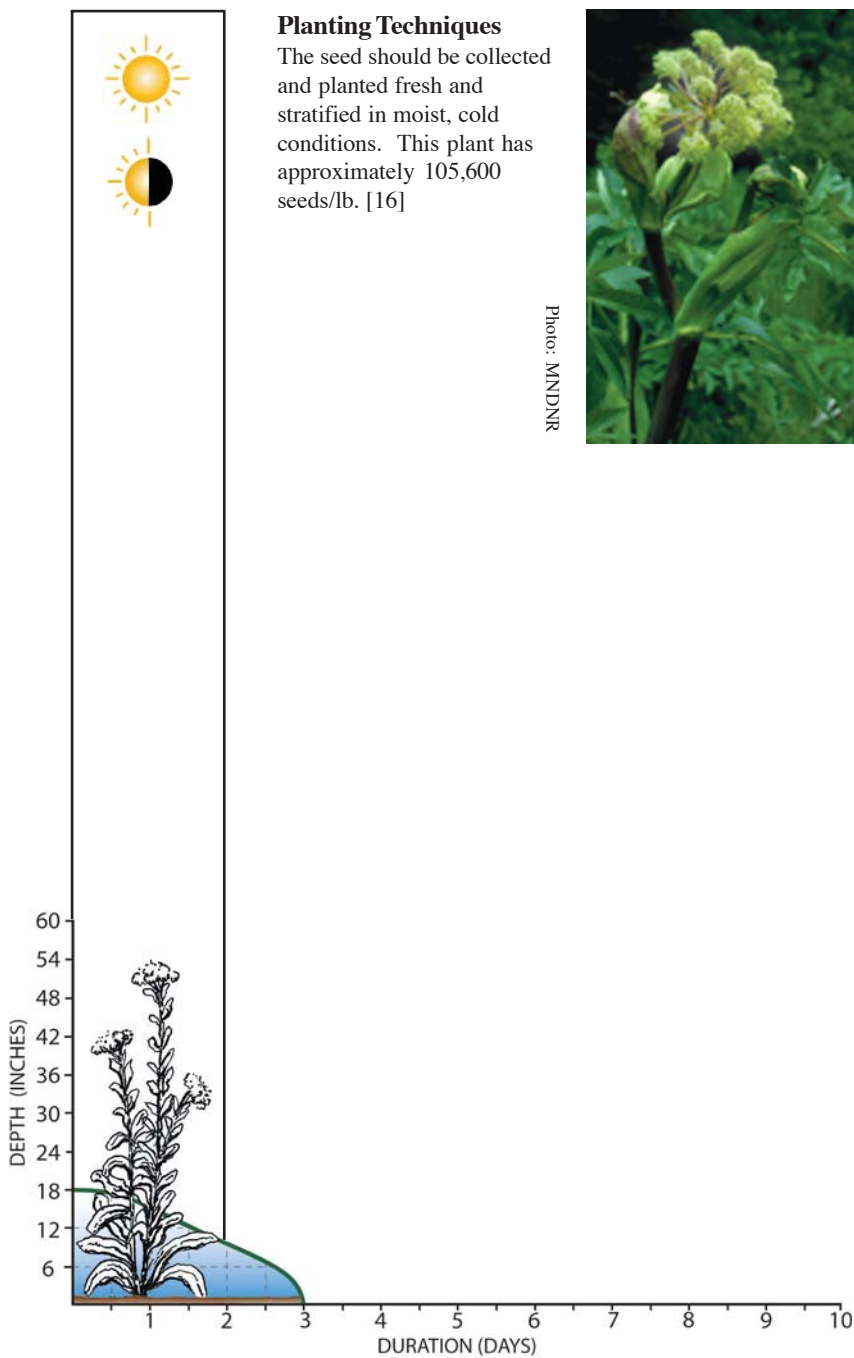 Planting Techniques
The seed should be collected
and planted fresh and
stratified in moist, cold
conditions. This plant has
approximately 105,600
seeds/lb. [16]
Photo: MNDNR
60
54
48
42
36
30
24
18
12
6
DEPTH (INCHES)
1 2 3 4 5 6 7 8 9 10
DURATION (DAYS)